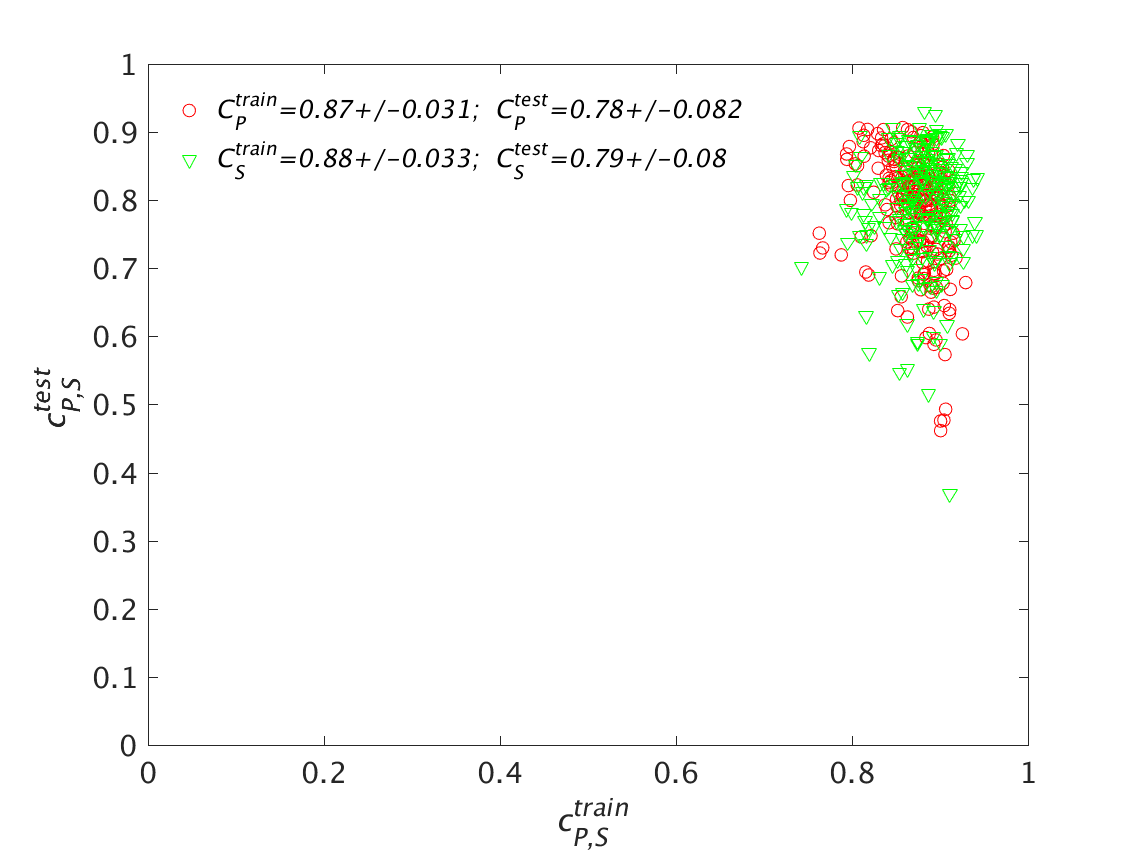 1
C_P^train=0.87+/-0.031; C_P^test=0.78+/-0.082
0.9
C_S^train=0.88+/-0.033; C_S^test=0.79+/-0.08
0.8
0.7
0.6
0.5
c_P,S^test
0.4
0.3
0.2
0.1
0
0 0.2 0.4 0.6 0.8 1
c_P,S^train